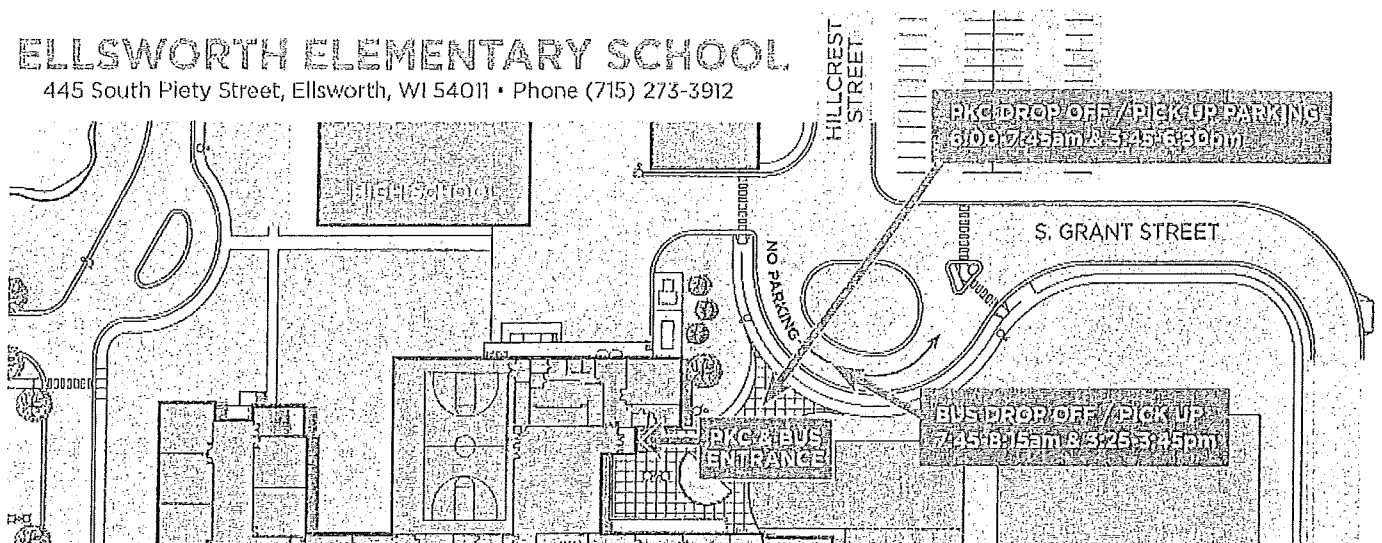 ELLSWORTH ELEMENTARY SCHOOL
445 South Piety Street, Ellsworth, WI 54011 • Phone (715) 273-3912
HILLCREST
STREET
PKC DROP OFF / PICK UP PARKING
6:00-7:45am & 3:45-6:30pm
HIGH SCHOOL
S. GRANT STREET
NO PARKING
BUS DROP OFF / PICK UP
7:45-8:15am & 3:25-3:45pm
PKC & BUS
ENTRANCE